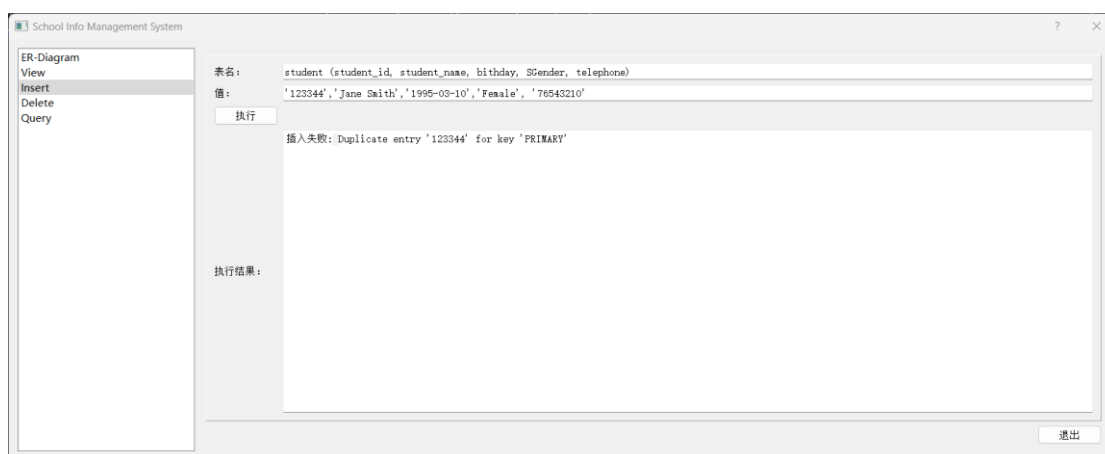 School Info Management System
ER-Diagram
View
Insert
Delete
Query
表名:
student (student_id, student_name, bithday, SGender, telephone)
值:
'123344','Jane Smith','1995-03-10','Female', '76543210'
执行
插入失败: Duplicate entry '123344' for key 'PRIMARY'
执行结果:
退出